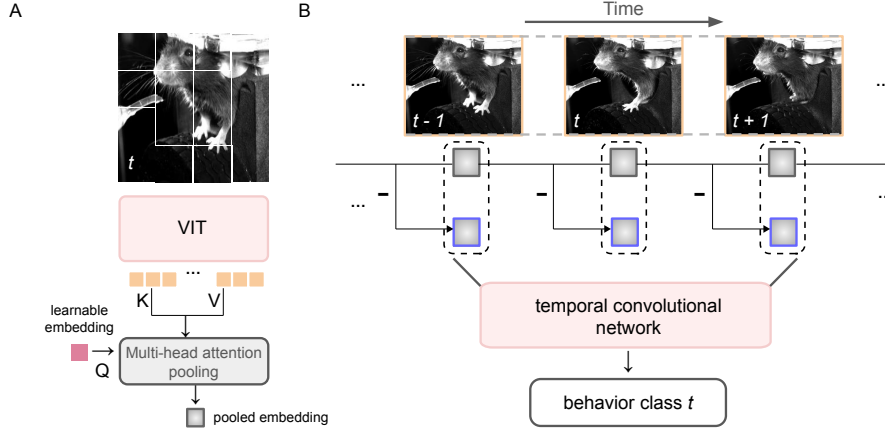 A
t
VIT
...
K
V
learnable
embedding
Q
Multi-head attention
pooling
pooled embedding
B
Time
...
t - 1
t
t + 1
...
...
-
-
-
...
temporal convolutional
network
behavior class t